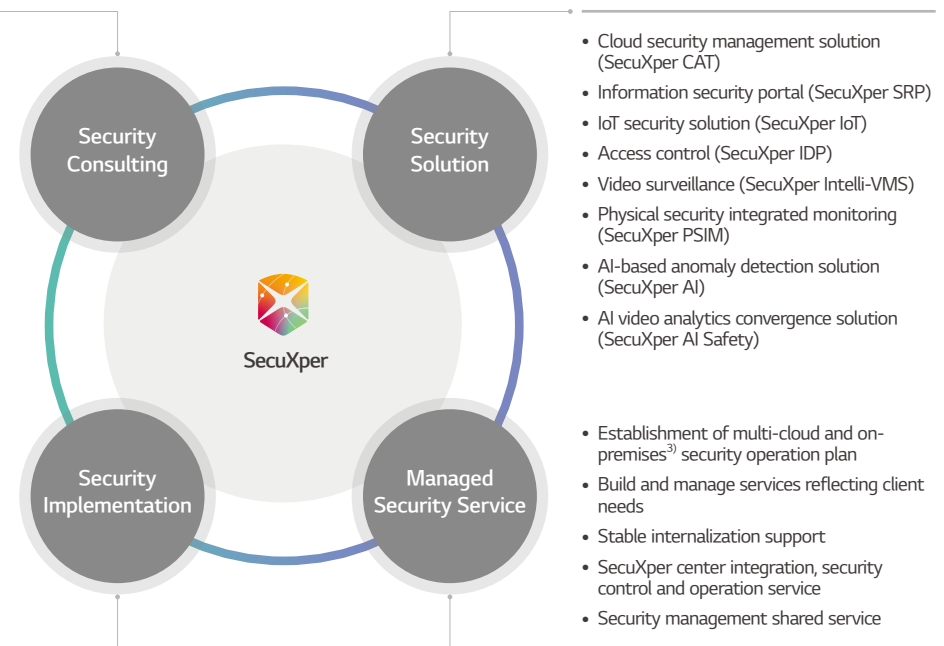 Security
Consulting
Security
Solution
SecuXper
Security
Implementation
Managed
Security Service
• Cloud security management solution
(SecuXper CAT)
• Information security portal (SecuXper SRP)
• IoT security solution (SecuXper IoT)
• Access control (SecuXper IDP)
• Video surveillance (SecuXper Intelli-VMS)
• Physical security integrated monitoring
(SecuXper PSIM)
• AI-based anomaly detection solution
(SecuXper AI)
• AI video analytics convergence solution
(SecuXper AI Safety)
• Establishment of multi-cloud and on-
premises3) security operation plan
• Build and manage services reflecting client
needs
• Stable internalization support
• SecuXper center integration, security
control and operation service
• Security management shared service